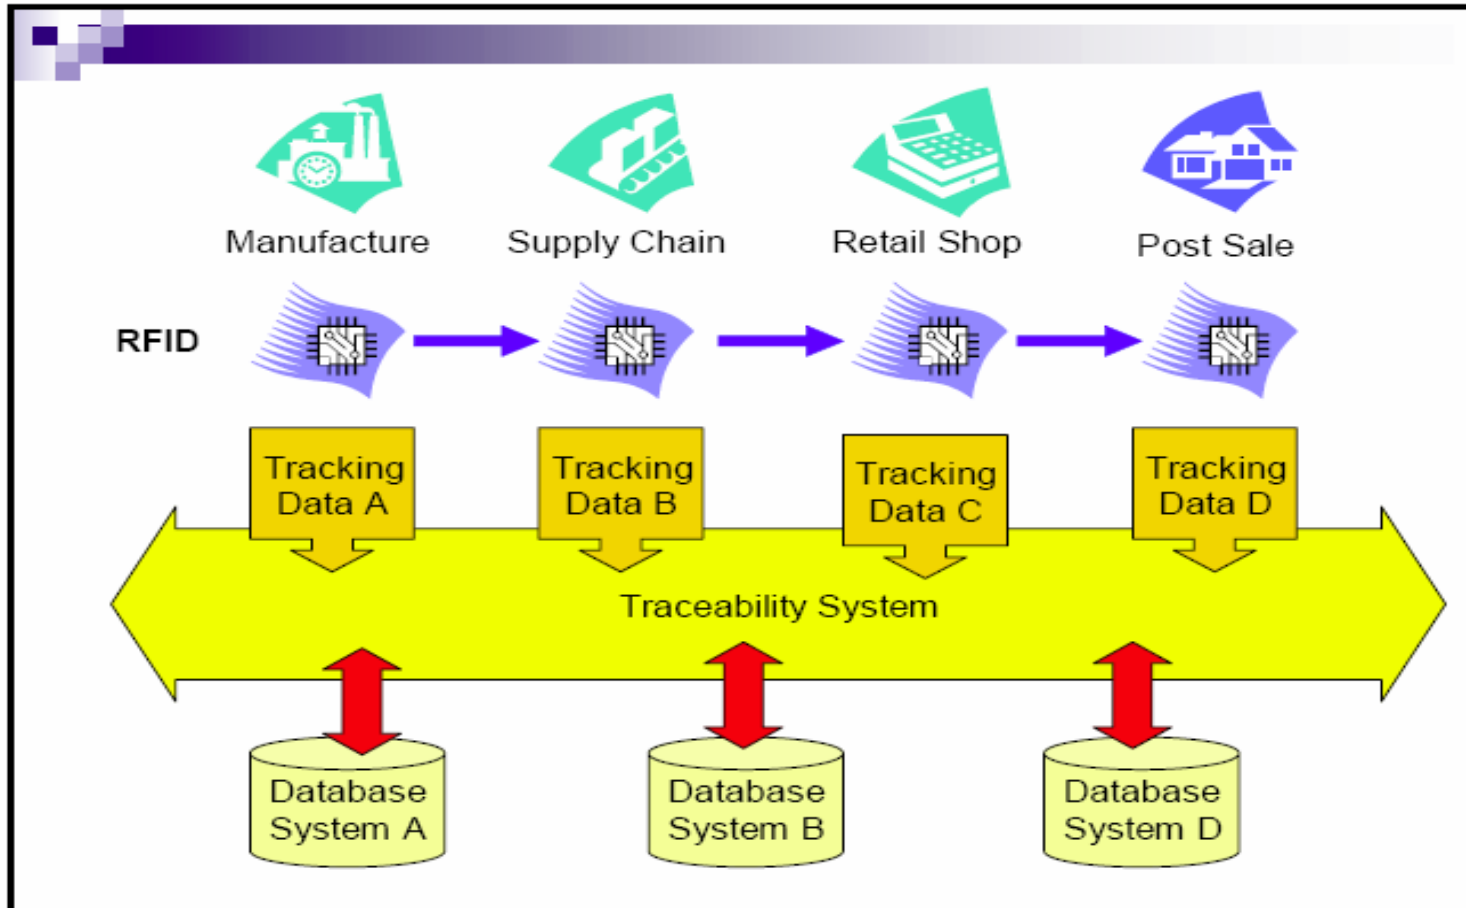 Manufacture
Supply Chain
Retail Shop
Post Sale
RFID
Tracking
Data A
Tracking
Data B
Tracking
Data C
Tracking
Data D
Traceability System
Database
System A
Database
System B
Database
System D